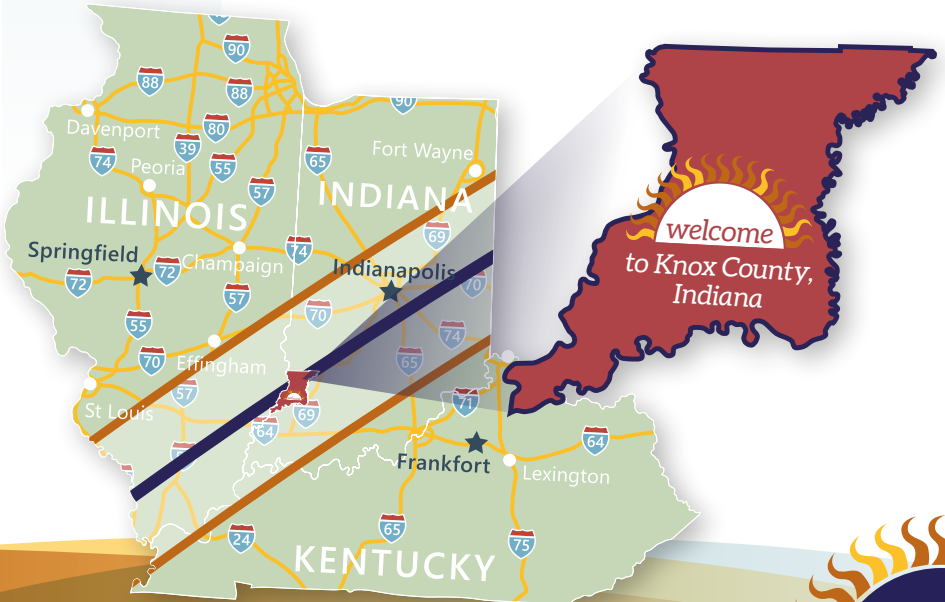 90
88
88
90
Davenport
80
39
74
Peoria
55
65
Fort Wayne
57
ILLINOIS
INDIANA
69
Springfield
74
72
72
Champaign
Indianapolis
70
57
70
55
74
70
Effingham
65
57
St Louis
69
71
64
64
Frankfort
Lexington
24
65
75
KENTUCKY
welcome
to Knox County,
Indiana